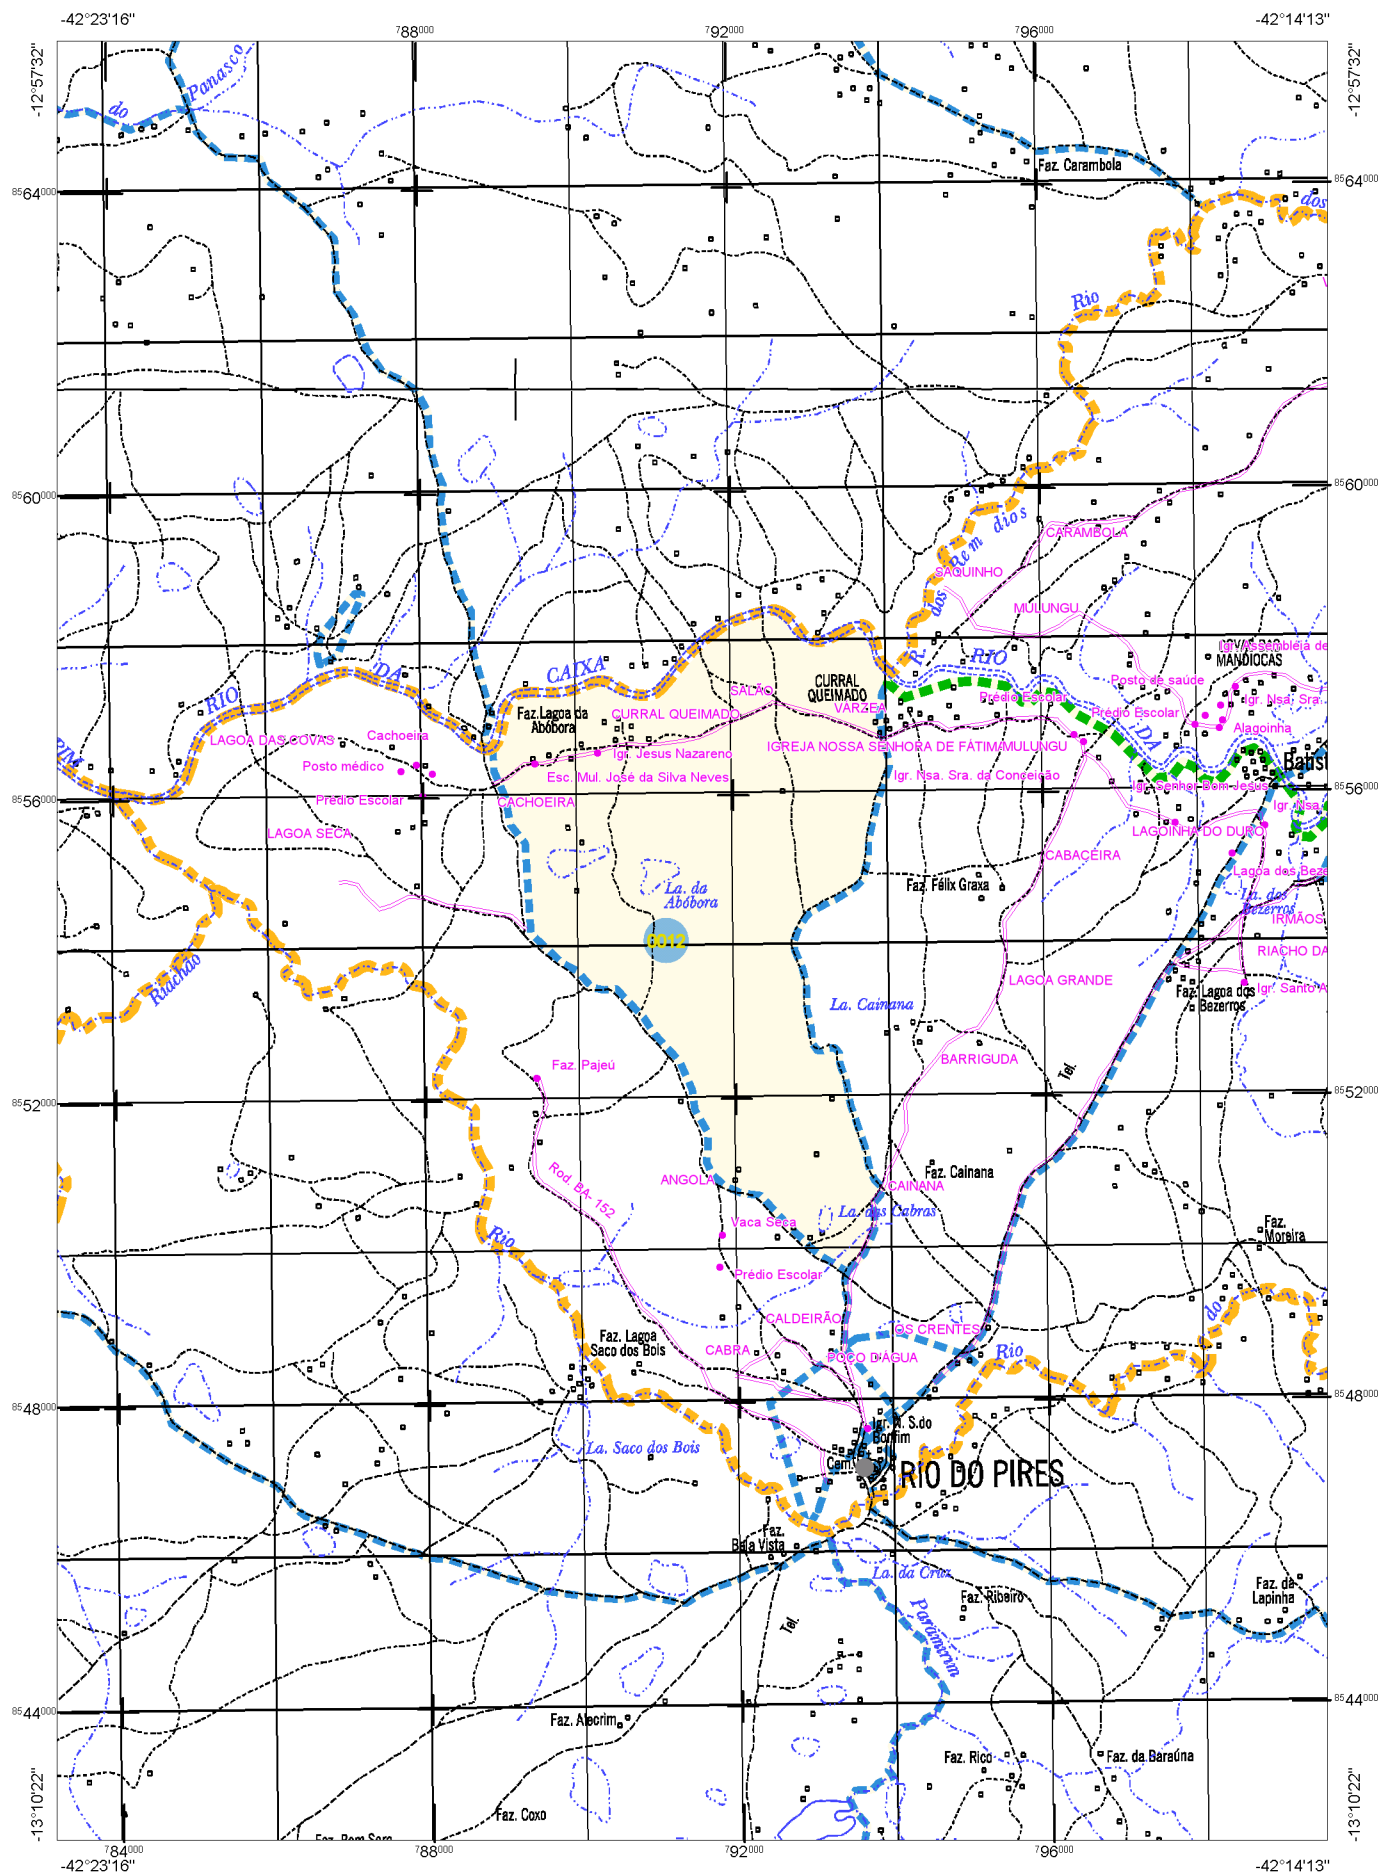 -42°23'16"
-42°14'13"
788000
792000
796000
-12°57'32"
-12°57'32"
Panasco
do
Faz. Carambola
8564000
8564000
dos
Rio
8560000
8560000
dios
Rem
CARAMBOLA
SAQUINHO
dos
MULUNGU
R.
Igr. Assembléia de
MANDIOCAS
RIO
DA
CAIXA
RIO
Posto de saúde
CURRAL
QUEIMADO
SALÃO
Prédio Escolar
Igr. Nsa. Sra.
VARZEA
Faz. Lagoa da
Abóbora
CURRAL QUEIMADO
Prédio Escolar
Alagoinha
DA
Cachoeira
LAGOA DAS COVAS
IGREJA NOSSA SENHORA DE FÁTIMA
MULUNGU
Igr. Jesus Nazareno
Posto médico
Esc. Mul. José da Silva Neves
Igr. Nsa. Sra. da Conceição
Igr. Senhor Bom Jesus
Batist
8556000
8556000
Prédio Escolar
CACHOEIRA
Igr. Nsa.
LAGOA SECA
LAGOINHA DO DURO
CABACEIRA
Lagoa dos Beze
Faz. Félix Graxa
La. da
Abóbora
La. dos
Bezerros
IRMÃOS
0012
RIACHO DA
Riachão
LAGOA GRANDE
Igr. Santo A
Faz. Lagoa dos
Bezerros
La. Cainana
BARRIGUDA
Faz. Pajeú
Tel.
8552000
8552000
Rod. BA- 152
ANGOLA
Faz. Cainana
CAINANA
La. das Cabras
Vaca Seca
Faz.
Moreira
Rio
Prédio Escolar
do
CALDEIRÃO
OS CRENTES
Faz. Lagoa
Saco dos Bois
CABRA
POÇO D'ÁGUA
Rio
8548000
8548000
Igr. N. S. do
Bonfim
La. Saco dos Bois
Cem.
RIO DO PIRES
Faz.
Bela Vista
La. da Cruz
Faz. da
Lapinha
Faz. Ribeiro
Paramirim
Tel.
8544000
8544000
Faz. Alecrim
Faz. Rico
Faz. da Baraúna
Faz. Coxo
-13°10'22"
-13°10'22"
784000
788000
792000
796000
-42°23'16"
-42°14'13"